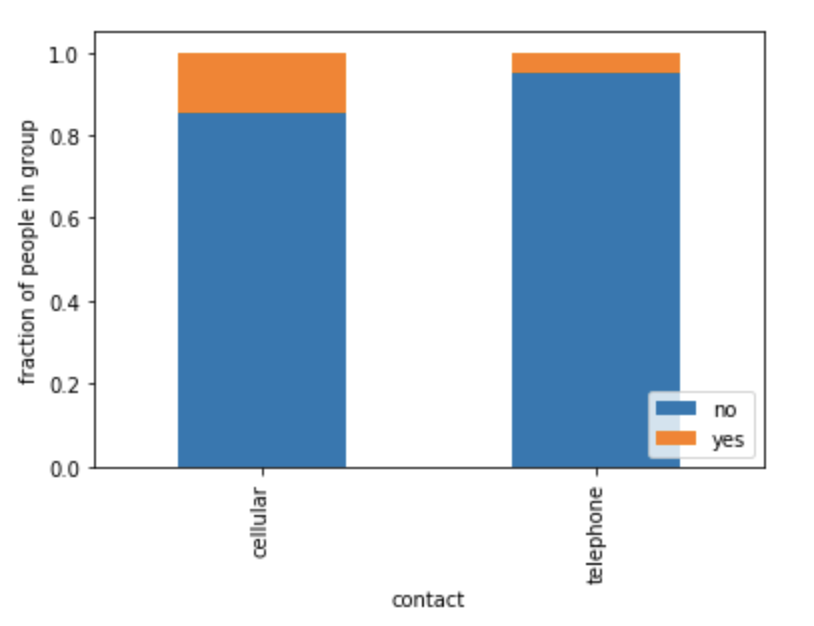 1.0
0.8
0.6
0.4
0.2
0.0
fraction of people in group
no
yes
cellular
telephone
contact